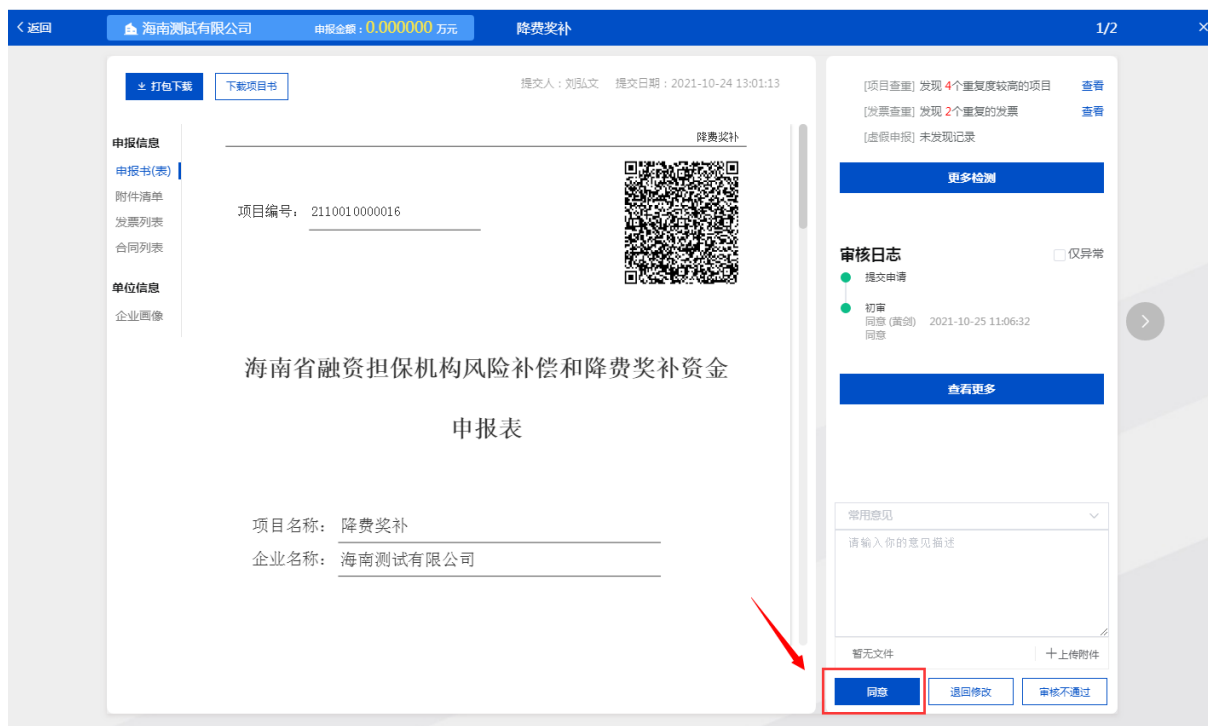 返回 海南测试有限公司 申报金额：0.000000 万元 降费奖补 1/2
打包下载 下载项目书 提交人：刘弘文 提交日期：2021-10-24 13:01:13
申报信息
申报书(表)
附件清单
发票列表
合同列表
单位信息
企业画像
降费奖补
项目编号： 2110010000016
海南省融资担保机构风险补偿和降费奖补资金
申报表
项目名称： 降费奖补
企业名称： 海南测试有限公司
[项目查重] 发现 4个重复度较高的项目 查看
[发票查重] 发现 2个重复的发票 查看
[虚假申报] 未发现记录
更多检测
审核日志 仅异常
提交申请
初审
同意 (黄剑) 2021-10-25 11:06:32
同意
查看更多
常用意见
请输入你的意见描述
暂无文件 上传附件
同意 退回修改 审核不通过